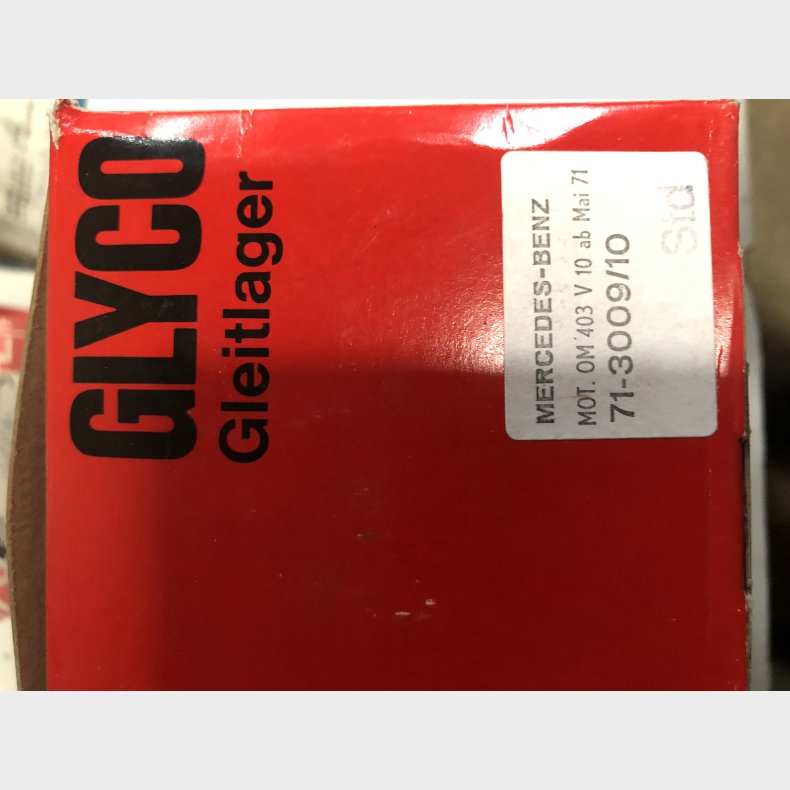 GLYCO
Gleitlager
MERCEDES-BENZ
MOT. OM 403 V 10 ab Mai 71
71-3009/10
Std